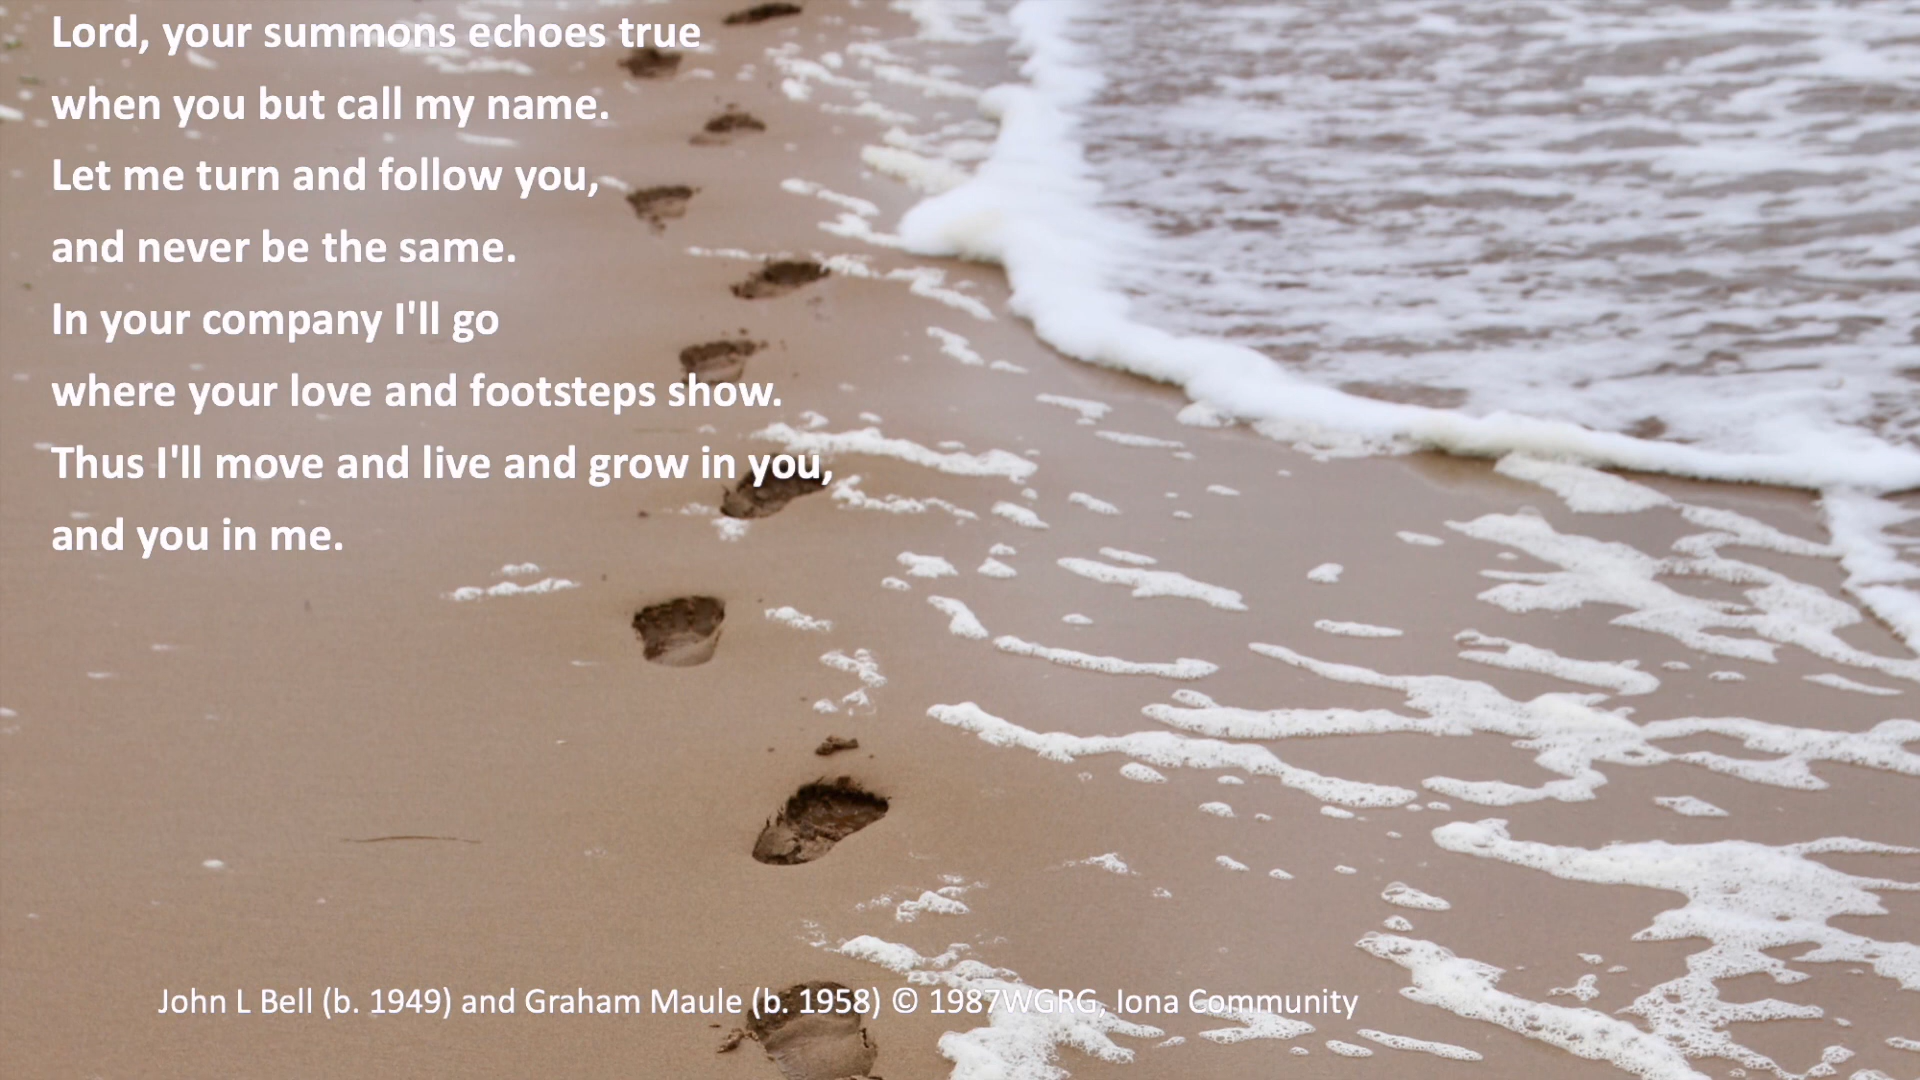 Lord, your summons echoes true
when you but call my name.
Let me turn and follow you,
and never be the same.
In your company I'll go
where your love and footsteps show.
Thus I'll move and live and grow in you,
and you in me.
John L Bell (b. 1949) and Graham Maule (b. 1958) © 1987WGRG, Iona Community